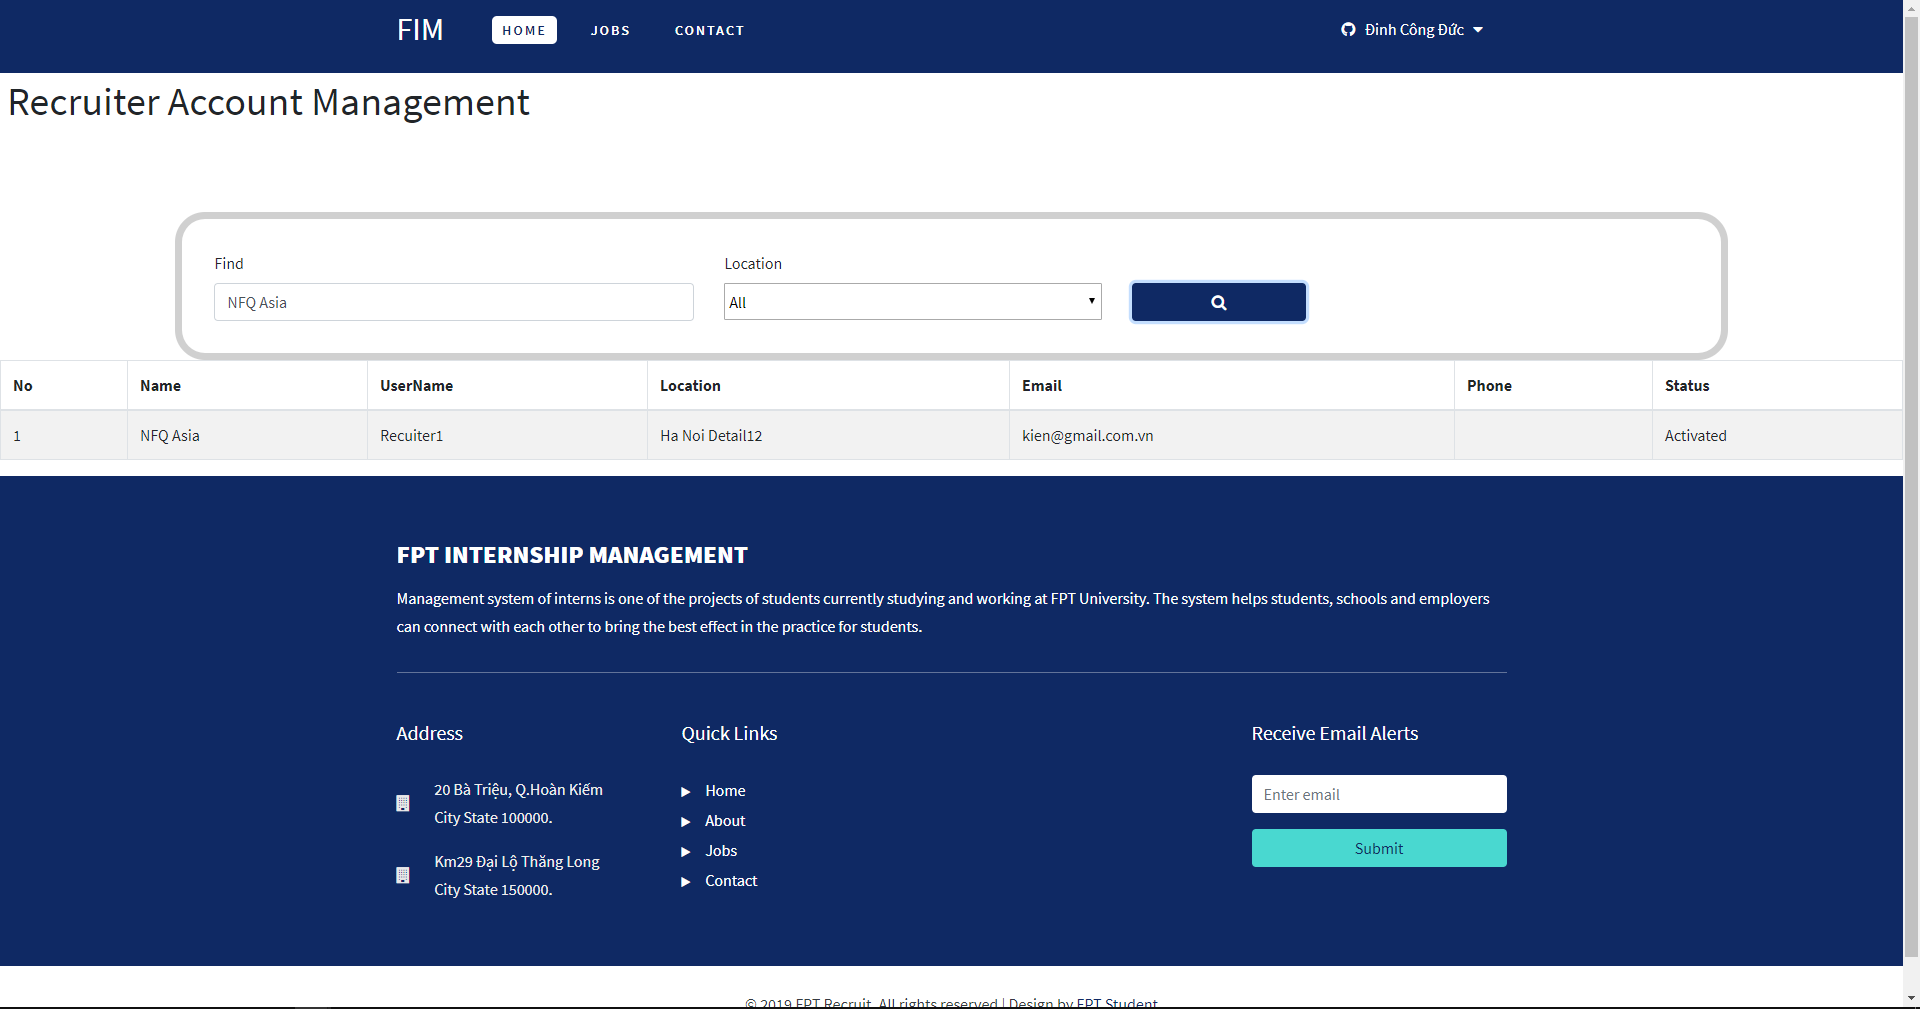 FIM HOME JOBS CONTACT Đinh Công Đức
Recruiter Account Management
Find Location
NFQ Asia All
No Name UserName Location Email Phone Status
1 NFQ Asia Recuiter1 Ha Noi Detail12 kien@gmail.com.vn Activated
FPT INTERNSHIP MANAGEMENT
Management system of interns is one of the projects of students currently studying and working at FPT University. The system helps students, schools and employers
can connect with each other to bring the best effect in the practice for students.
Address
20 Bà Triệu, Q.Hoàn Kiếm
City State 100000.
Km29 Đại Lộ Thăng Long
City State 150000.
Quick Links
Home
About
Jobs
Contact
Receive Email Alerts
Enter email
Submit
© 2019 FPT Recruit. All rights reserved | Design by FPT Student